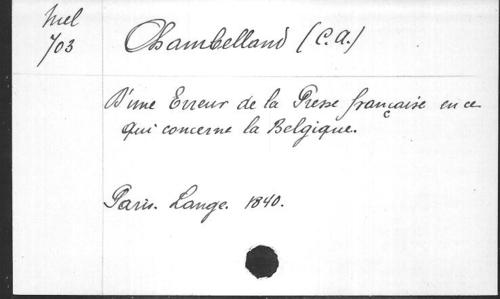 Mel
703
Chambelland (C.A.)
D'une Erreur de la Presse française en ce
qui concerne la Belgique.
Paris. Lange. 1840.